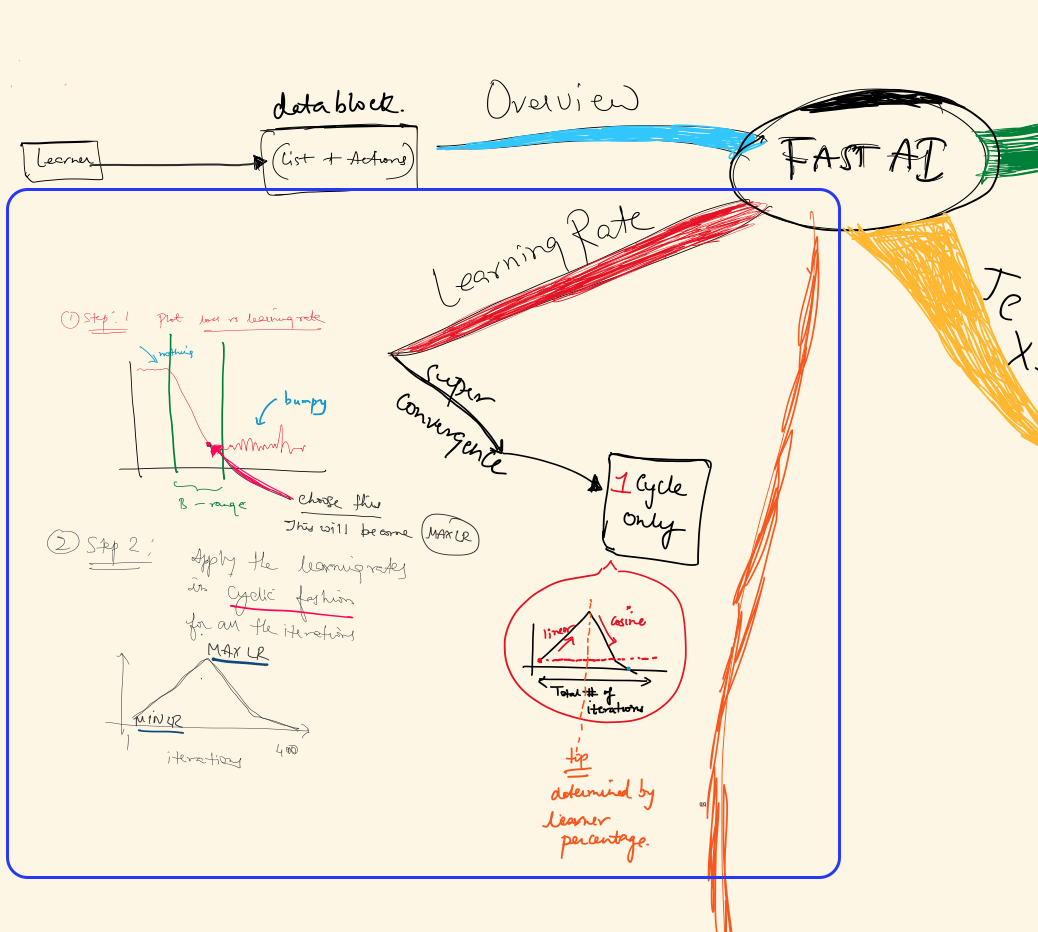 Overview
datablock.
Learner
(List + Actions)
FAST AI
Learning Rate
Te
X
① Step: 1 Plot loss vs learning rate
nothing
bumpy
B - range
choose this
This will become MAX LR
super
convergence
1 Cycle
only
② Step 2:
Apply the learning rates
in cyclic fashion
for all the iterations
MAX LR
MIN LR
1
400
iterations
linear
cosine
Total # of
iterations
top
determined by
learner
percentage.